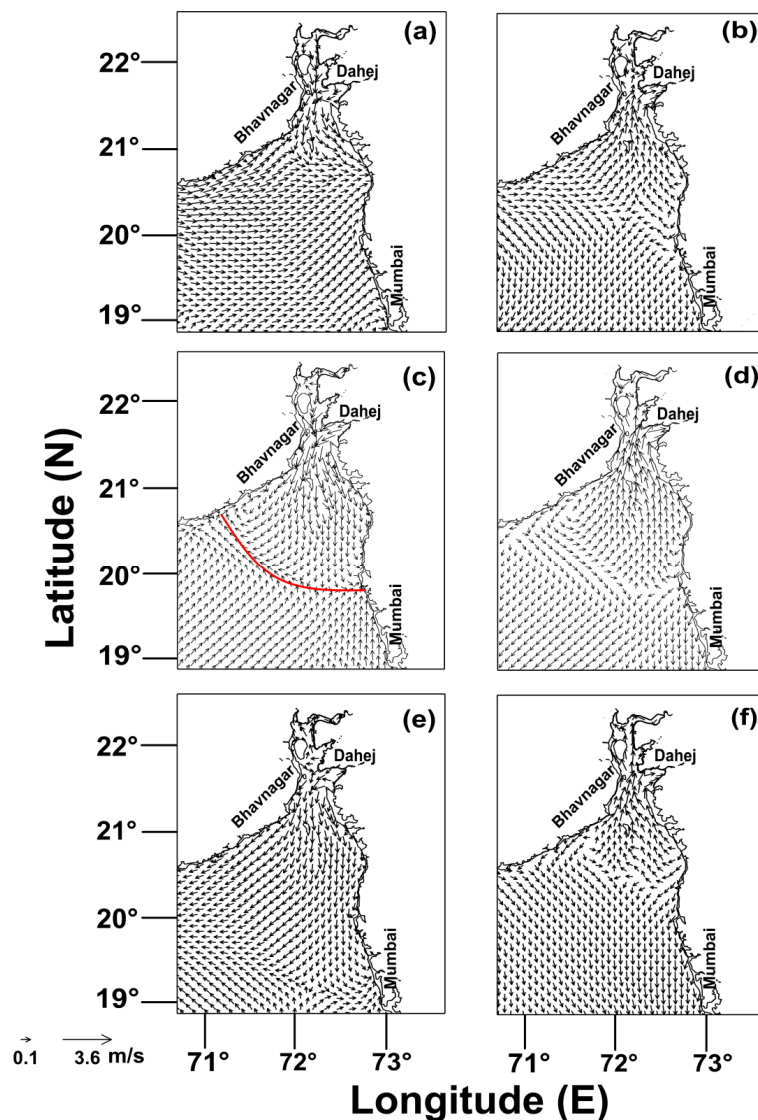 (a)
(b)
22°
Dahej
Dahej
Bhavnagar
Bhavnagar
21°
20°
Mumbai
Mumbai
19°
(c)
(d)
22°
Dahej
Dahej
Bhavnagar
Bhavnagar
21°
20°
Mumbai
Mumbai
19°
Latitude (N)
(e)
(f)
22°
Dahej
Dahej
Bhavnagar
Bhavnagar
21°
20°
Mumbai
Mumbai
19°
0.1 3.6 m/s
71° 72° 73° 71° 72° 73°
Longitude (E)